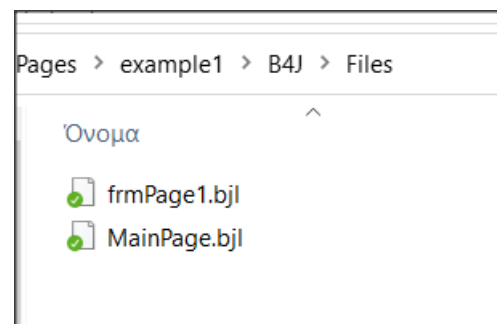 Pages > example1 > B4J > Files
Όνομα
frmPage1.bjl
MainPage.bjl